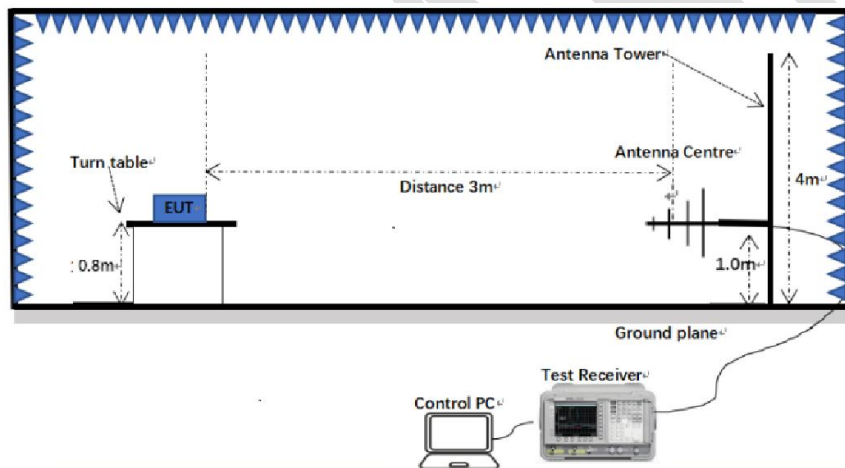 Antenna Tower
Turn table
Antenna Centre
Distance 3m
4m
EUT
0.8m
1.0m
Ground plane
Test Receiver
Control PC